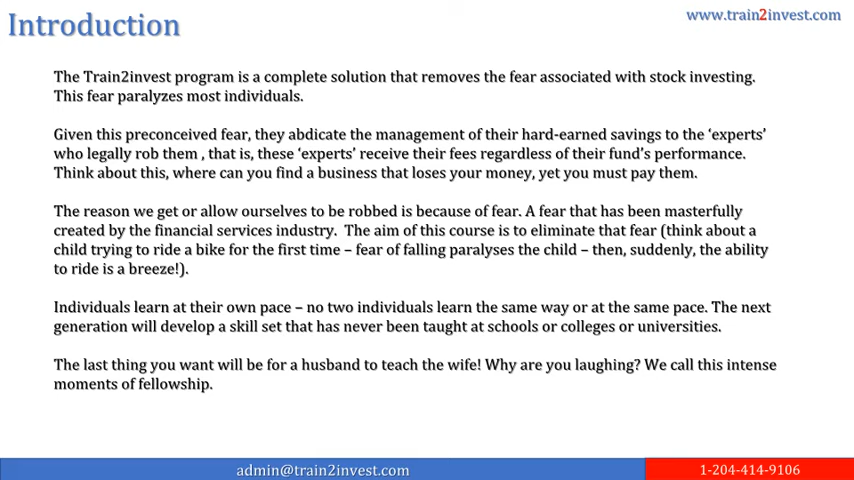 Introduction
www.train2invest.com
The Train2invest program is a complete solution that removes the fear associated with stock investing.
This fear paralyzes most individuals.
Given this preconceived fear, they abdicate the management of their hard-earned savings to the ‘experts’
who legally rob them , that is, these ‘experts’ receive their fees regardless of their fund’s performance.
Think about this, where can you find a business that loses your money, yet you must pay them.
The reason we get or allow ourselves to be robbed is because of fear. A fear that has been masterfully
created by the financial services industry.  The aim of this course is to eliminate that fear (think about a
child trying to ride a bike for the first time – fear of falling paralyses the child – then, suddenly, the ability
to ride is a breeze!).
Individuals learn at their own pace – no two individuals learn the same way or at the same pace. The next
generation will develop a skill set that has never been taught at schools or colleges or universities.
The last thing you want will be for a husband to teach the wife! Why are you laughing? We call this intense
moments of fellowship.
admin@train2invest.com
1-204-414-9106